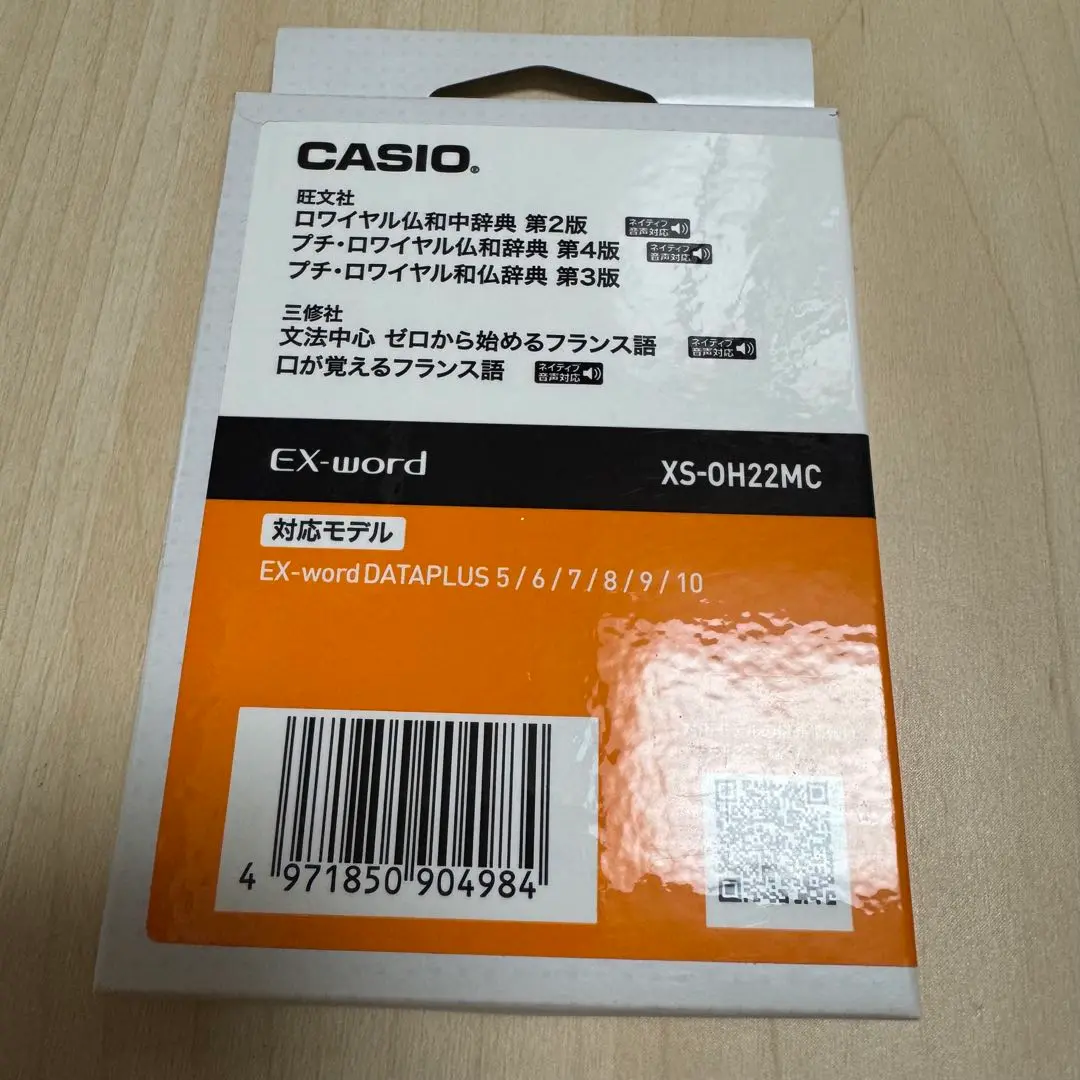 CASIO®
旺文社
ロワイヤル仏和中辞典 第2版 ネイティブ音声対応
プチ・ロワイヤル仏和辞典 第4版 ネイティブ音声対応
プチ・ロワイヤル和仏辞典 第3版
三修社
文法中心 ゼロから始めるフランス語 ネイティブ音声対応
口が覚えるフランス語 ネイティブ音声対応
EX-word XS-OH22MC
対応モデル
EX-word DATAPLUS 5 / 6 / 7 / 8 / 9 / 10
4 971850 904984